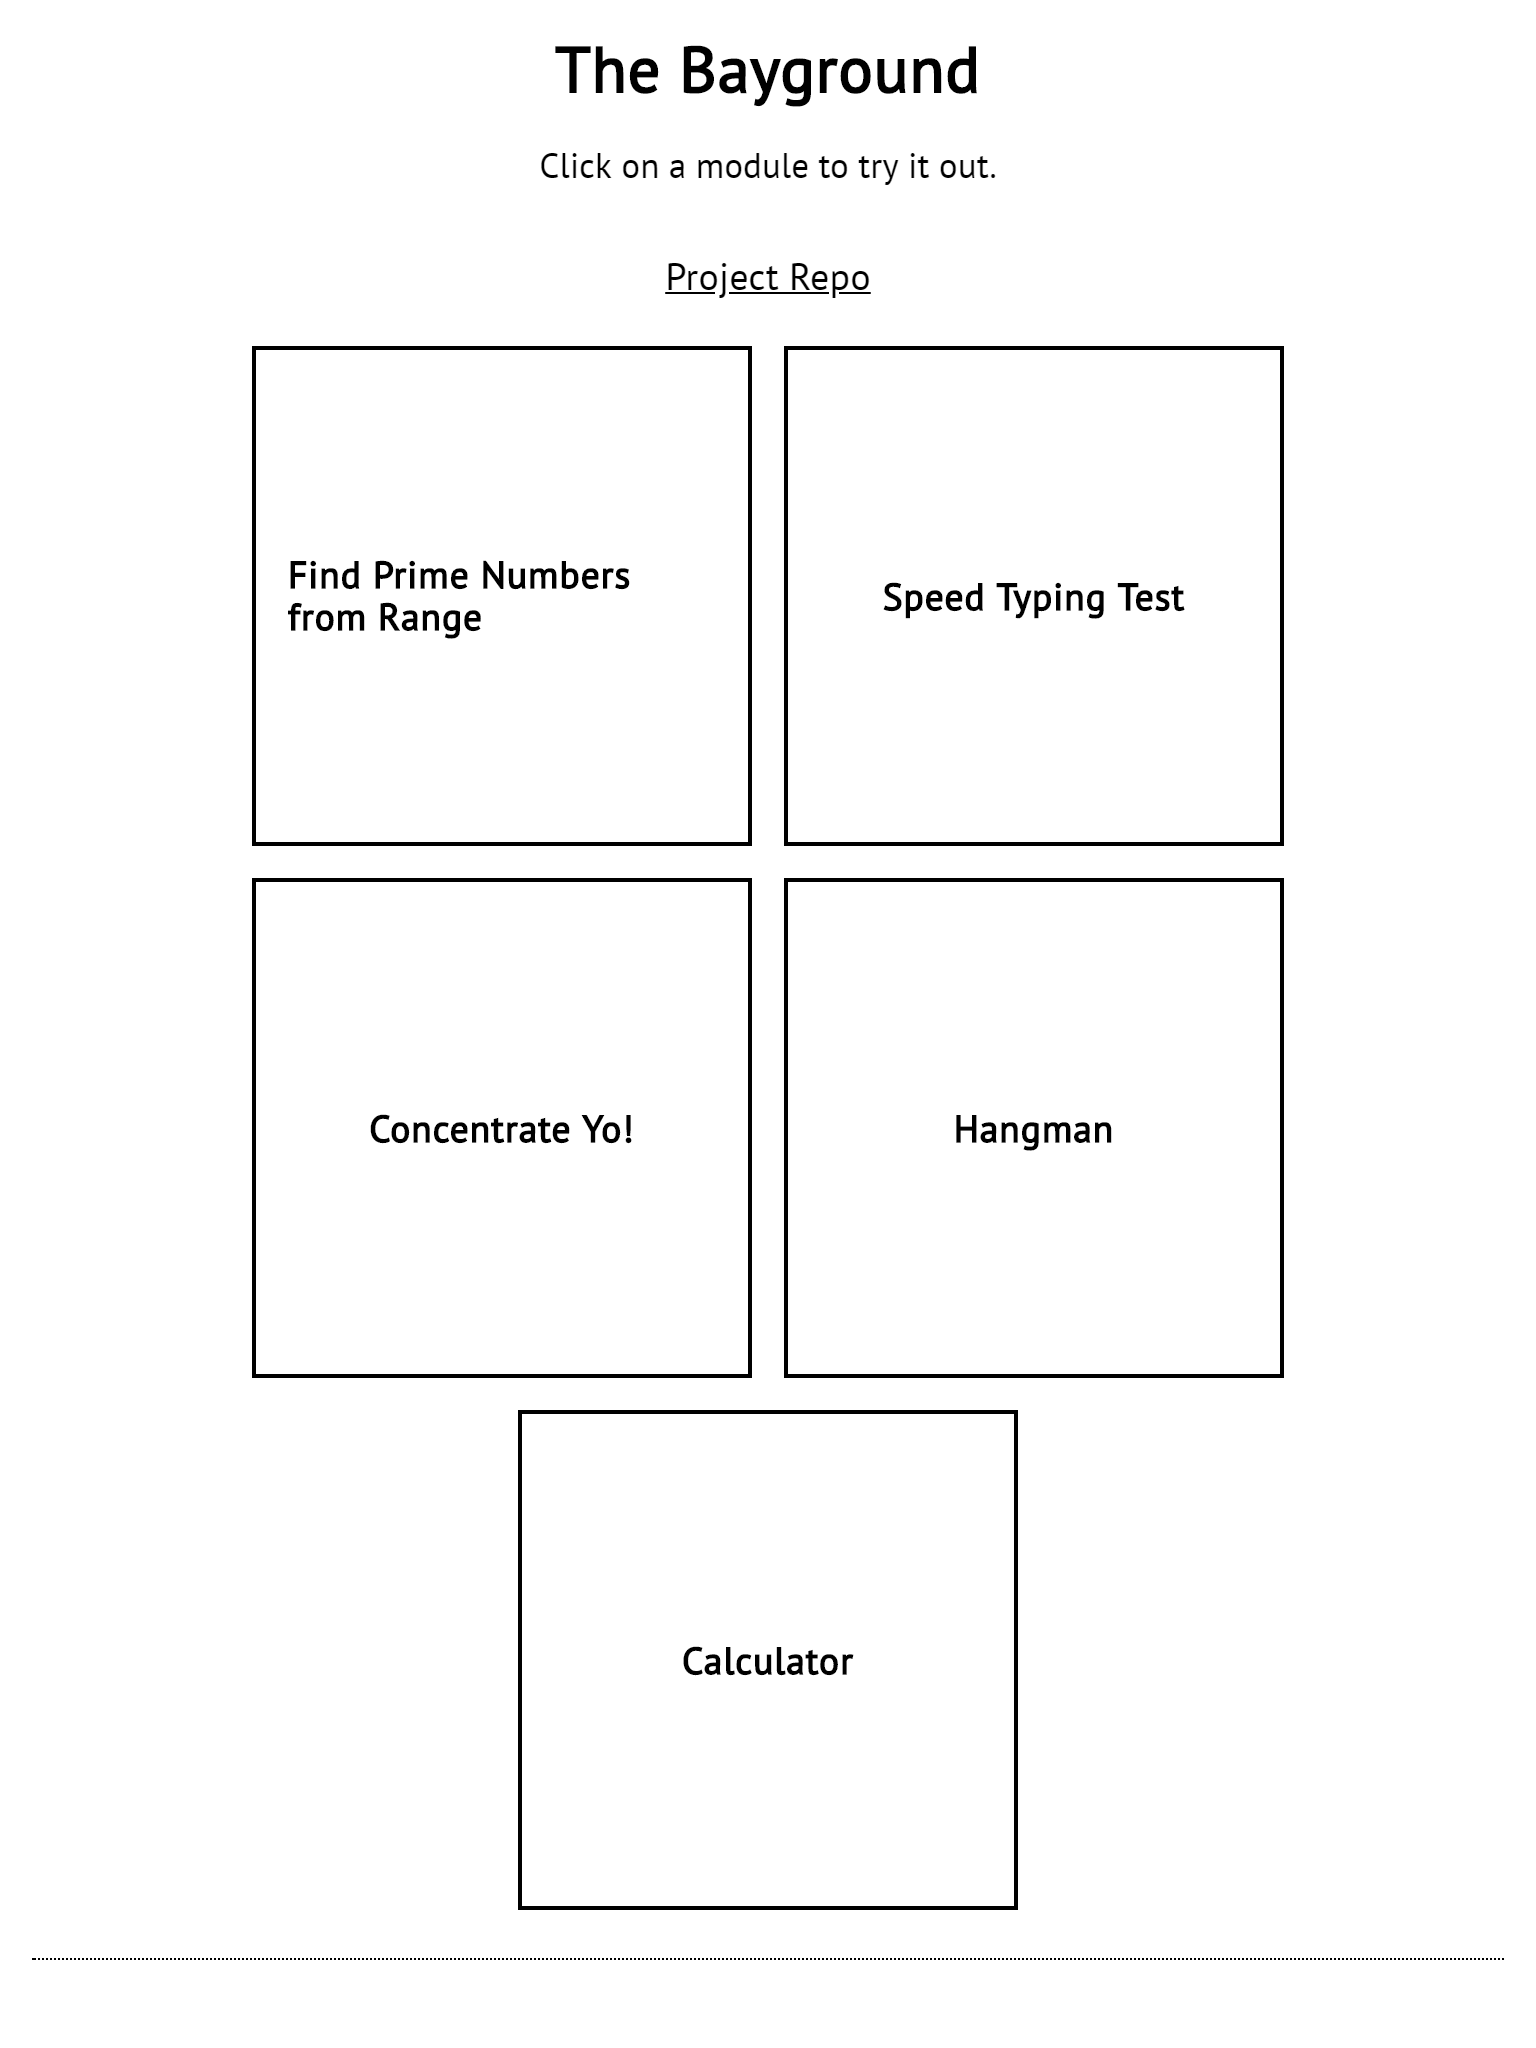 The Bayground
Click on a module to try it out.
Project Repo
Find Prime Numbers
from Range
Speed Typing Test
Concentrate Yo!
Hangman
Calculator